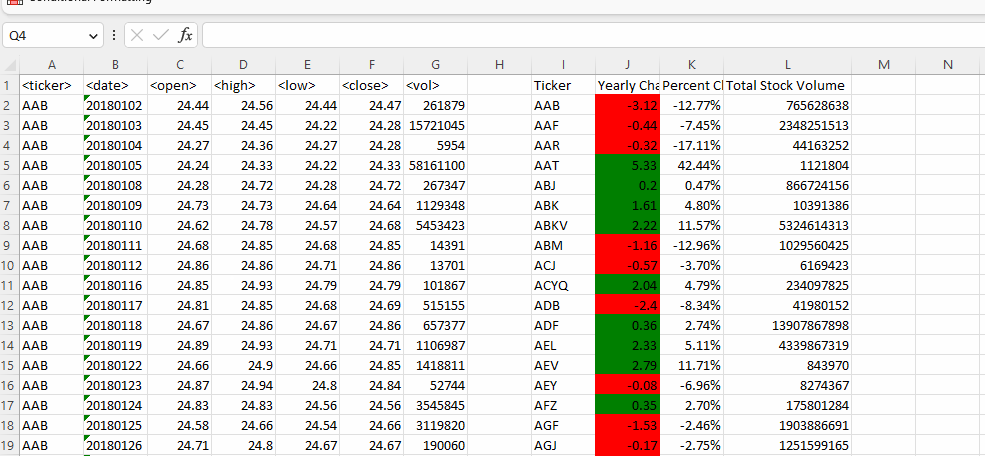 Conditional Formatting
Q4 fx
A B C D E F G H I J K L M N
1 <ticker> <date> <open> <high> <low> <close> <vol> Ticker Yearly Cha Percent Cl Total Stock Volume
2 AAB 20180102 24.44 24.56 24.44 24.47 261879 AAB -3.12 -12.77% 765628638
3 AAB 20180103 24.45 24.45 24.22 24.28 15721045 AAF -0.44 -7.45% 2348251513
4 AAB 20180104 24.27 24.36 24.27 24.28 5954 AAR -0.32 -17.11% 44163252
5 AAB 20180105 24.24 24.33 22.22 24.33 58161100 AAT 5.33 42.44% 1121804
6 AAB 20180108 24.28 24.72 24.28 24.72 267347 ABJ 0.2 0.47% 866724156
7 AAB 20180109 24.73 24.73 24.64 24.64 1129348 ABK 1.61 4.80% 10391386
8 AAB 20180110 24.62 24.78 24.57 24.68 5453423 ABKV 2.22 11.57% 5324614313
9 AAB 20180111 24.68 24.85 24.68 24.85 14391 ABM -1.16 -12.96% 1029560425
10 AAB 20180112 24.86 24.86 24.71 24.86 13701 ACJ -0.57 -3.70% 6169423
11 AAB 20180116 24.85 24.93 24.79 24.79 101867 ACYQ 2.04 4.79% 234097825
12 AAB 20180117 24.81 24.85 24.68 24.69 515155 ADB -2.4 -8.34% 41980152
13 AAB 20180118 24.67 24.86 24.67 24.86 657377 ADF 0.36 2.74% 13907867898
14 AAB 20180119 24.89 24.93 24.71 24.71 1106987 AEL 2.33 5.11% 4339867319
15 AAB 20180122 24.66 24.9 24.66 24.85 1418811 AEV 2.79 11.71% 843970
16 AAB 20180123 24.87 24.94 24.8 24.84 52744 AEY -0.08 -6.96% 8274367
17 AAB 20180124 24.83 24.83 24.56 24.56 3545845 AFZ 0.35 2.70% 175801284
18 AAB 20180125 24.58 24.66 24.54 24.66 3119820 AGF -1.53 -2.46% 1903886691
19 AAB 20180126 24.71 24.8 24.67 24.67 190060 AGJ -0.17 -2.75% 1251599165